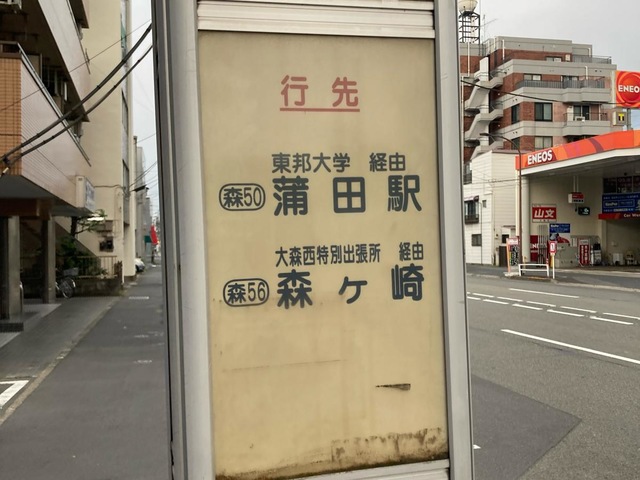 行先
東邦大学 経由
森50 蒲田駅
大森西特別出張所 経由
森56 森ヶ崎
ENEOS
ENEOS
山文